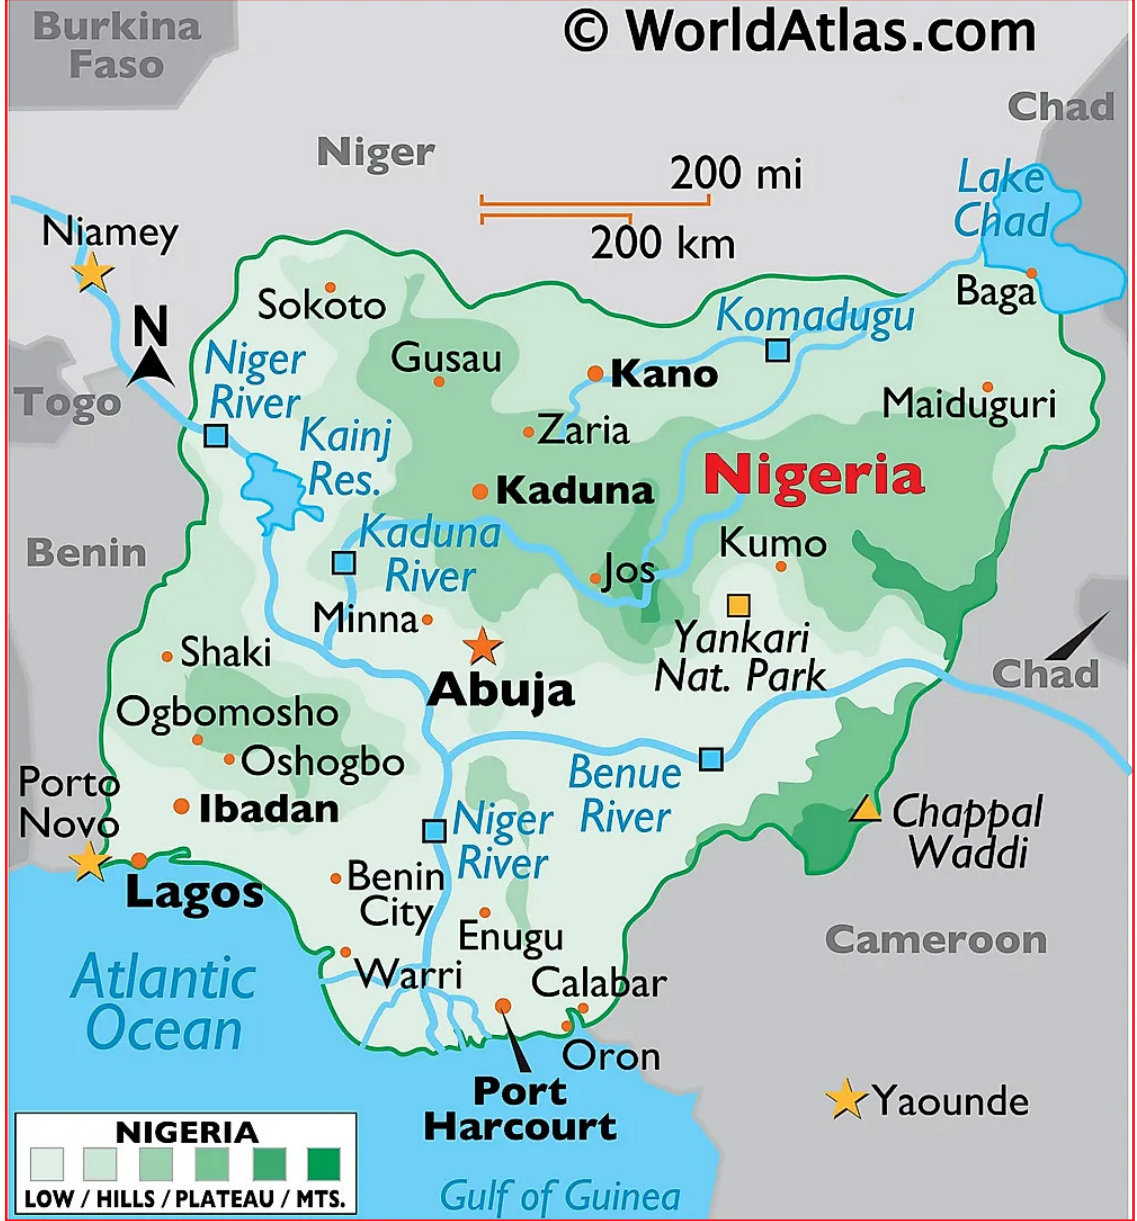 Burkina
Faso
© WorldAtlas.com
Chad
Niger
200 mi
200 km
Lake
Chad
Niamey
Sokoto
Baga
N
Komadugu
Niger
River
Gusau
Kano
Togo
Maiduguri
Kainj
Res.
Zaria
Nigeria
Kaduna
Benin
Kaduna
River
Kumo
Jos
Minna
Yankari
Nat. Park
Shaki
Abuja
Chad
Ogbomosho
Oshogbo
Porto
Novo
Ibadan
Benue
River
Niger
River
Chappal
Waddi
Lagos
Benin
City
Enugu
Cameroon
Atlantic
Ocean
Warri
Calabar
Oron
Port
Harcourt
Yaounde
NIGERIA
LOW / HILLS / PLATEAU / MTS.
Gulf of Guinea